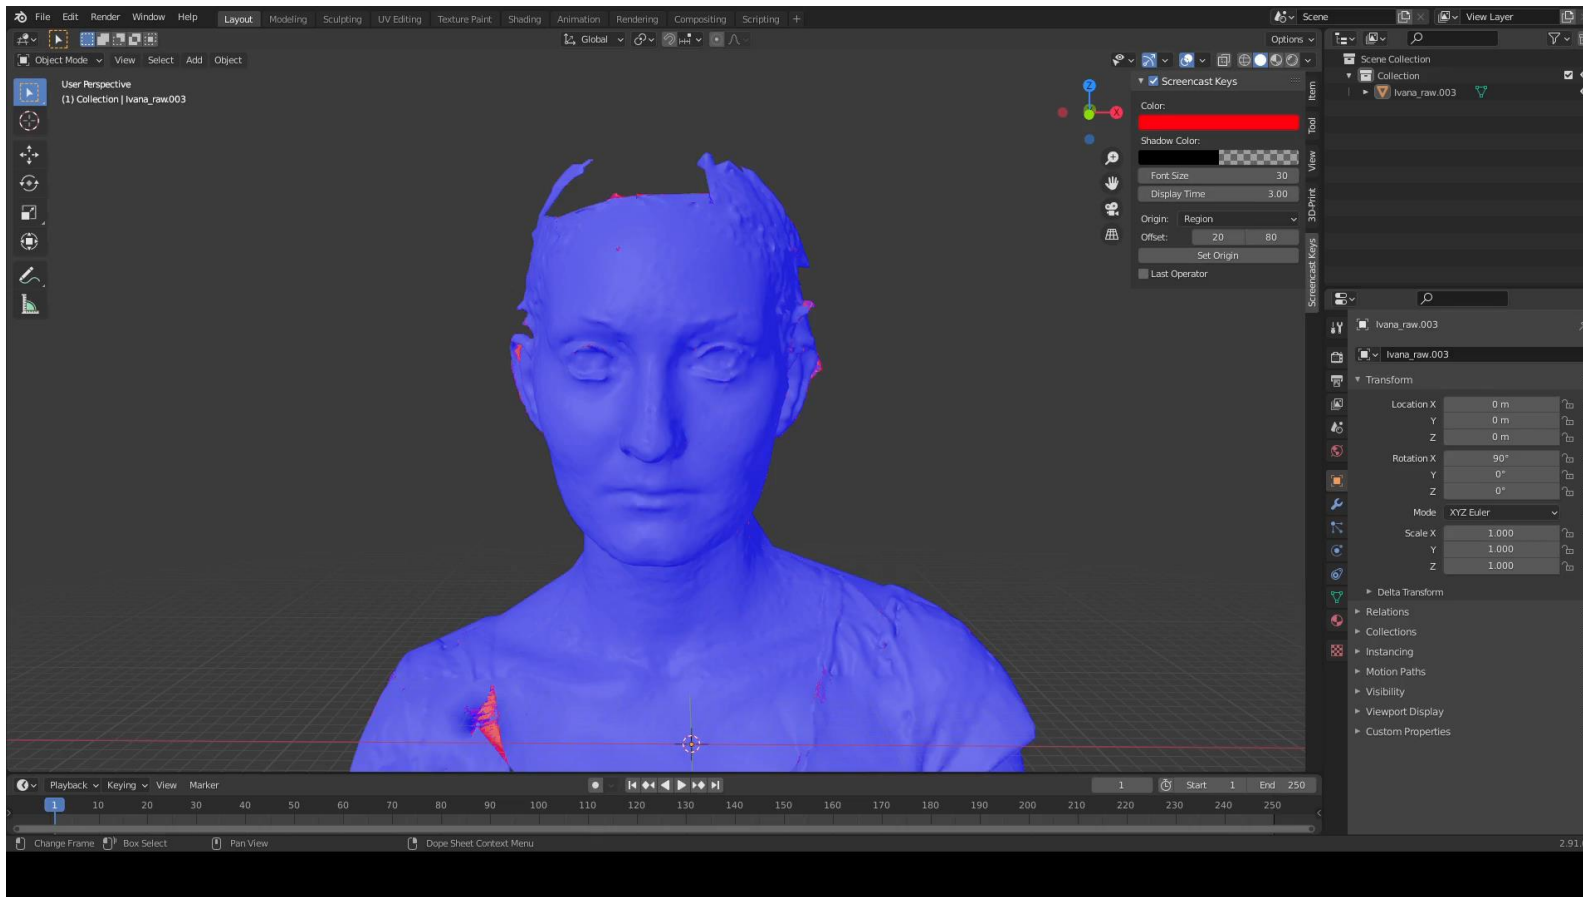 File Edit Render Window Help Layout Modeling Sculpting UV Editing Texture Paint Shading Animation Rendering Compositing Scripting + Scene View Layer
Global Options
Object Mode View Select Add Object
User Perspective
(1) Collection | Ivana_raw.003
Z
X
Screencast Keys
Color:
Shadow Color:
Font Size 30
Display Time 3.00
Origin: Region
Offset: 20 80
Set Origin
Last Operator
Item
Tool
View
3D-Print
Screencast Keys
Scene Collection
Collection
Ivana_raw.003
Ivana_raw.003
Ivana_raw.003
Transform
Location X 0 m
Y 0 m
Z 0 m
Rotation X 90°
Y 0°
Z 0°
Mode XYZ Euler
Scale X 1.000
Y 1.000
Z 1.000
Delta Transform
Relations
Collections
Instancing
Motion Paths
Visibility
Viewport Display
Custom Properties
Playback Keying View Marker 1 Start 1 End 250
1 10 20 30 40 50 60 70 80 90 100 110 120 130 140 150 160 170 180 190 200 210 220 230 240 250
Change Frame Box Select Pan View Dope Sheet Context Menu 2.91.